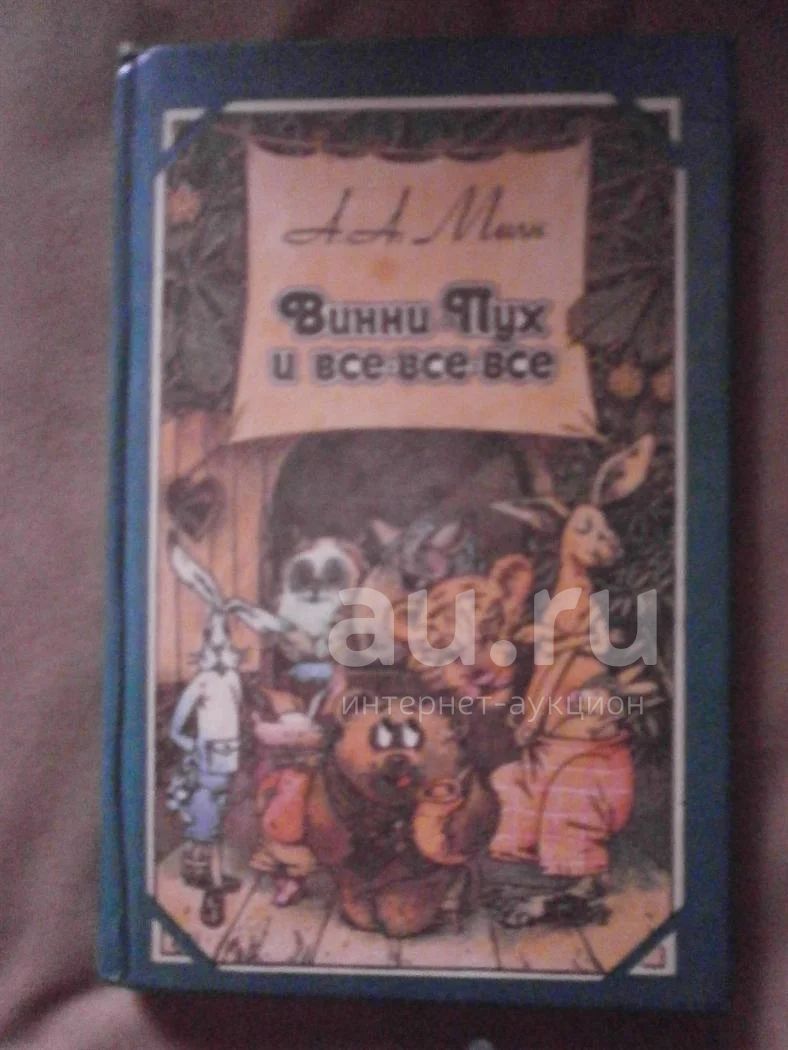 А.А. Милн
Винни Пух
и все-все-все
au.ru
интернет-аукцион